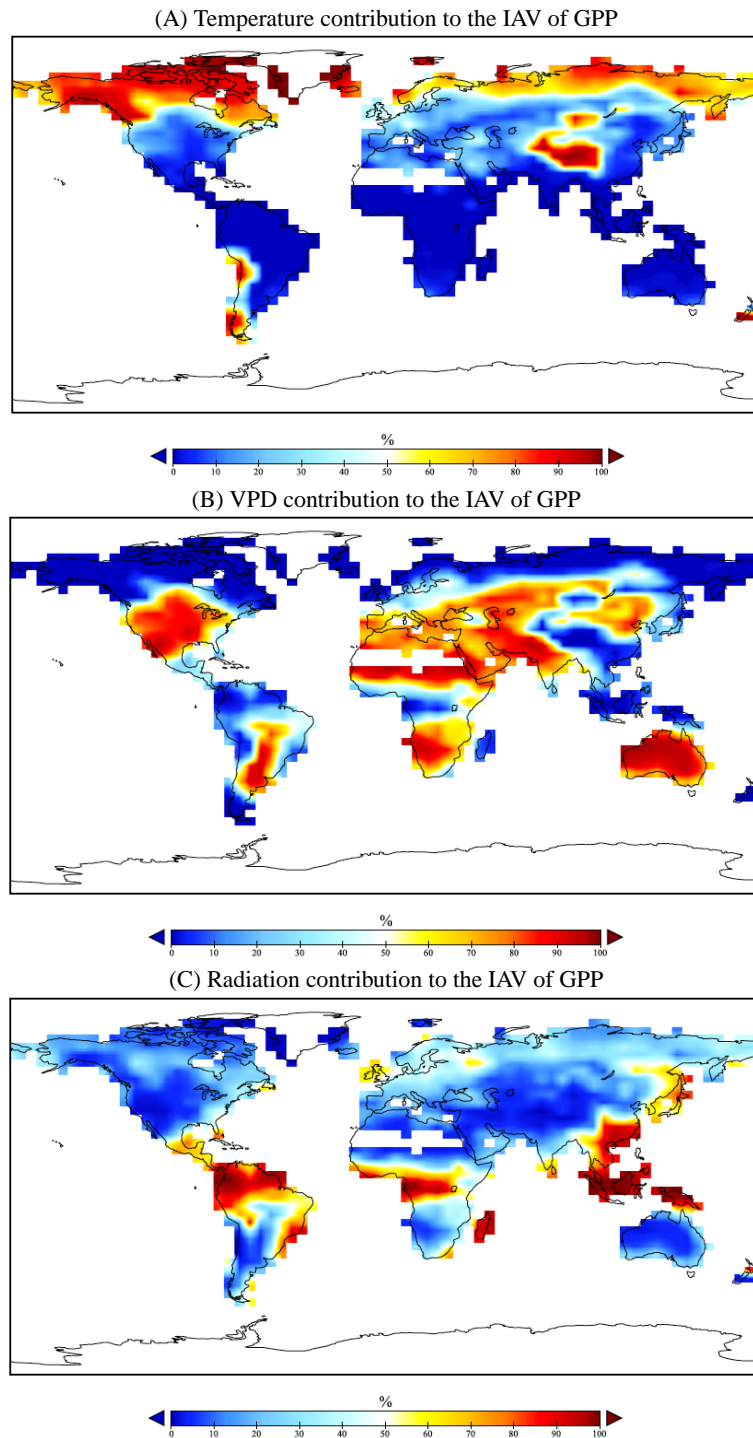 (A) Temperature contribution to the IAV of GPP
%
0 10 20 30 40 50 60 70 80 90 100
(B) VPD contribution to the IAV of GPP
%
0 10 20 30 40 50 60 70 80 90 100
(C) Radiation contribution to the IAV of GPP
%
0 10 20 30 40 50 60 70 80 90 100